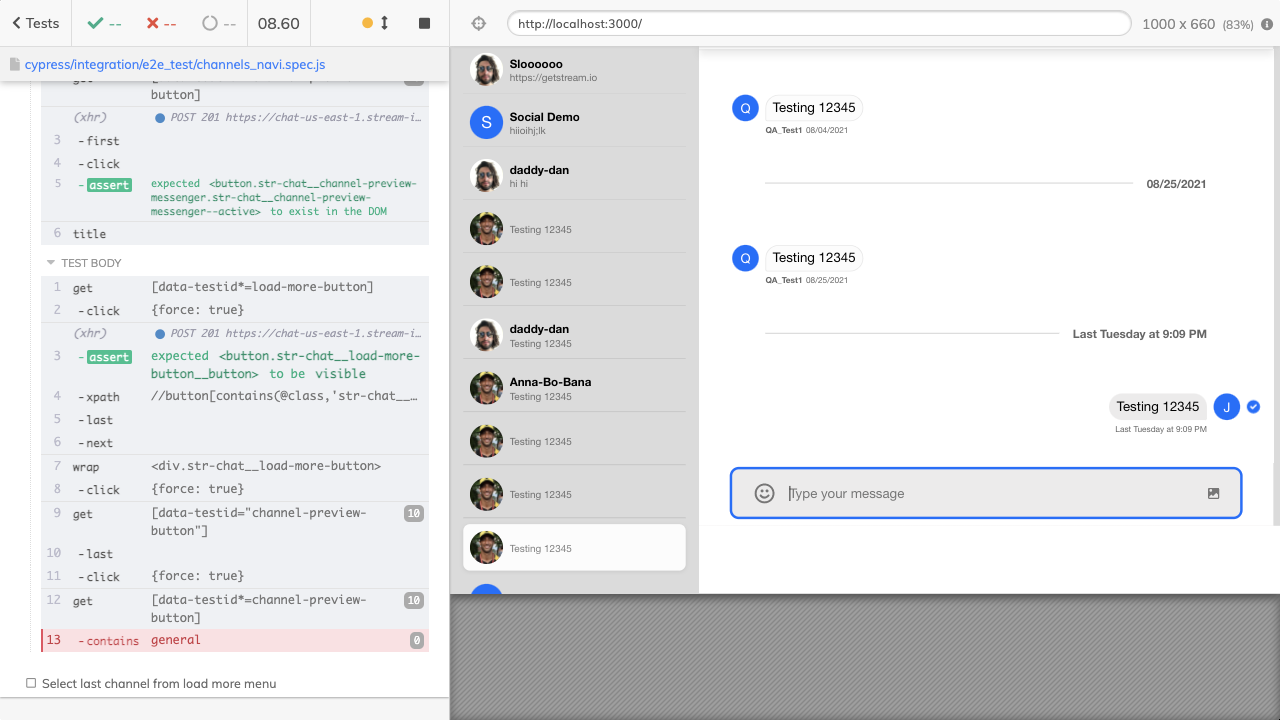 Tests
--
--
--
08.60
http://localhost:3000/
1000 x 660 (83%)
cypress/integration/e2e_test/channels_navi.spec.js
button]
(xhr) POST 201 https://chat-us-east-1.stream-i…
3 -first
4 -click
5 -assert expected <button.str-chat__channel-preview-
messenger.str-chat__channel-preview-
messenger--active> to exist in the DOM
6 title
TEST BODY
1 get [data-testid*=load-more-button]
2 -click {force: true}
(xhr) POST 201 https://chat-us-east-1.stream-i…
3 -assert expected <button.str-chat__load-more-
button__button> to be visible
4 -xpath //button[contains(@class,'str-chat__…
5 -last
6 -next
7 wrap <div.str-chat__load-more-button>
8 -click {force: true}
9 get [data-testid="channel-preview- 10
button"]
10 -last
11 -click {force: true}
12 get [data-testid*=channel-preview- 10
button]
13 -contains general 0
Select last channel from load more menu
Sloooooo
https://getstream.io
S
Social Demo
hiioihj;lk
daddy-dan
hi hi
Testing 12345
Testing 12345
daddy-dan
Testing 12345
Anna-Bo-Bana
Testing 12345
Testing 12345
Testing 12345
Testing 12345
Q
Testing 12345
QA_Test1 08/04/2021
08/25/2021
Q
Testing 12345
QA_Test1 08/25/2021
Last Tuesday at 9:09 PM
Testing 12345
J
Last Tuesday at 9:09 PM
Type your message